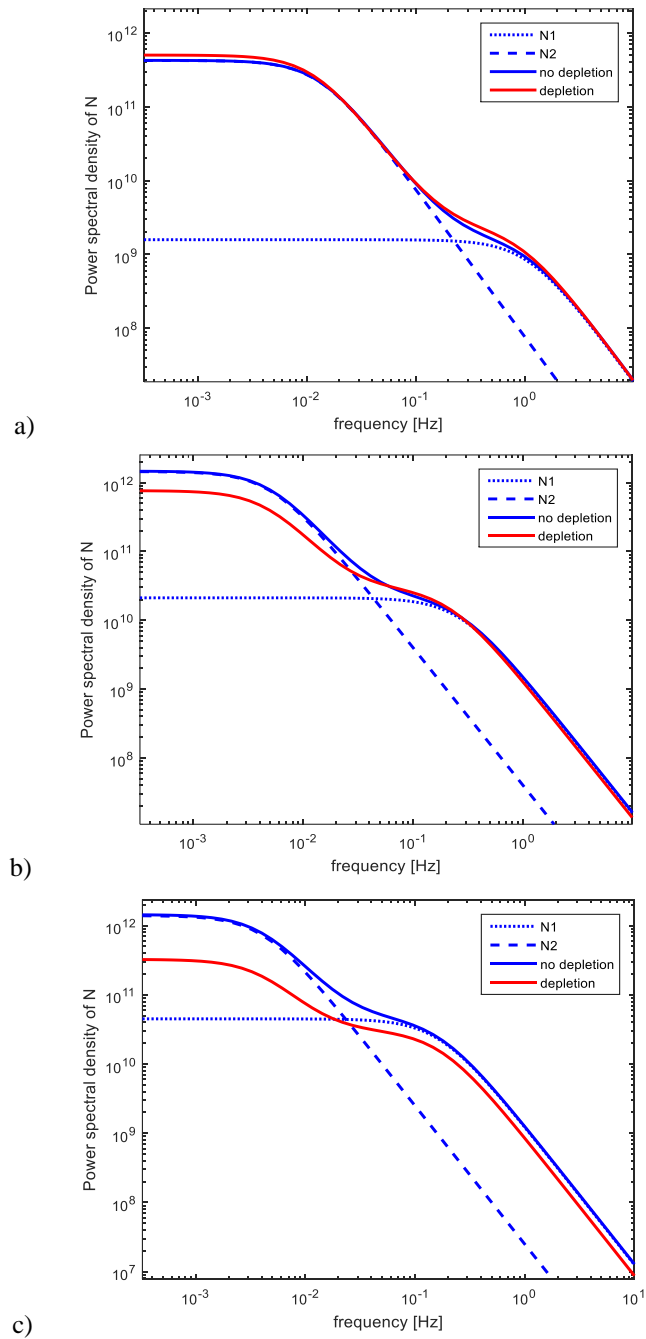 10^12
10^11
10^10
10^9
10^8
Power spectral density of N
N1
N2
no depletion
depletion
10^-3
10^-2
10^-1
10^0
frequency [Hz]
a)
10^12
10^11
10^10
10^9
10^8
Power spectral density of N
N1
N2
no depletion
depletion
10^-3
10^-2
10^-1
10^0
frequency [Hz]
b)
10^12
10^11
10^10
10^9
10^8
10^7
Power spectral density of N
N1
N2
no depletion
depletion
10^-3
10^-2
10^-1
10^0
10^1
frequency [Hz]
c)